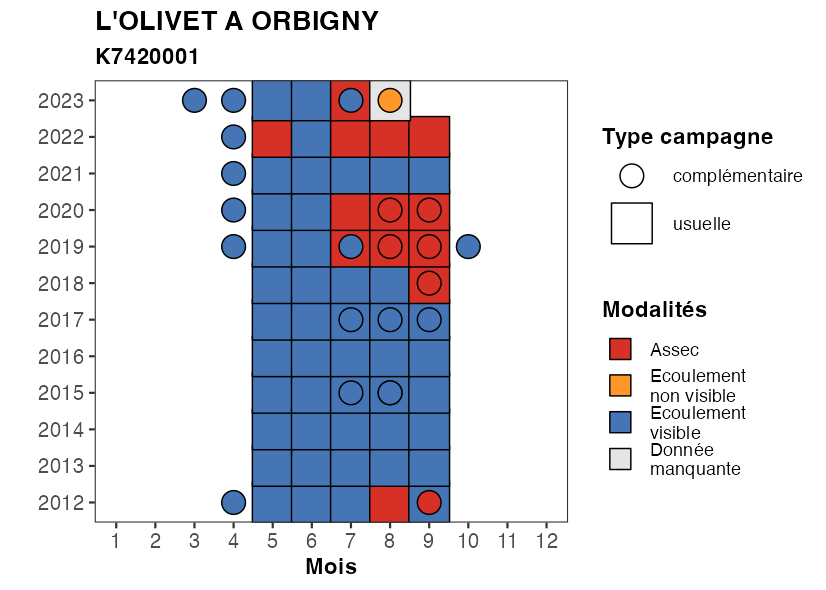 L'OLIVET A ORBIGNY
K7420001
2023
2022
2021
2020
2019
2018
2017
2016
2015
2014
2013
2012
1 2 3 4 5 6 7 8 9 10 11 12
Mois
Type campagne
complémentaire
usuelle
Modalités
Assec
Ecoulement
non visible
Ecoulement
visible
Donnée
manquante